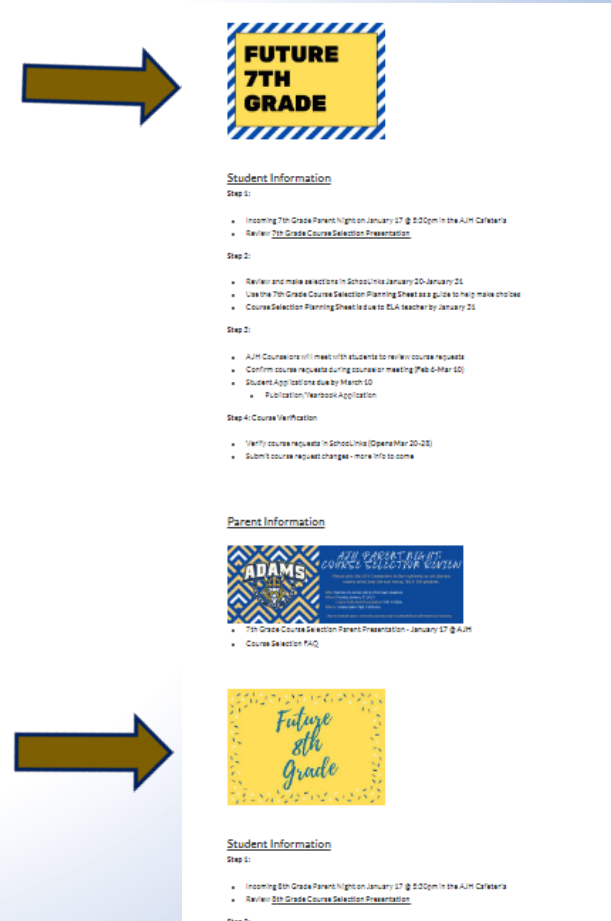 FUTURE
7TH
GRADE
Student Information
Step 1:
Incoming 7th Grade Parent Night on January 17 @ 5:30pm in the AJH Cafeteria
Review 7th Grade Course Selection Presentation
Step 2:
Review and make selections in SchooLinks January 20-January 31
Use the 7th Grade Course Selection Planning Sheet as a guide to help make choices
Course Selection Planning Sheet is due to ELA teacher by January 31
Step 3:
AJH Counselors will meet with students to review course requests
Confirm course requests during counselor meeting (Feb 6-Mar 10)
Student Applications due by March 10
Publication/Yearbook Application
Step 4: Course Verification
Verify course requests in SchooLinks (Opens Mar 20-28)
Submit course request changes - more info to come
Parent Information
ADAMS
AJH PARENT NIGHT:
COURSE SELECTION REVIEW
7th Grade Course Selection Parent Presentation - January 17 @ AJH
Course Selection FAQ
Future
8th
Grade
Student Information
Step 1:
Incoming 8th Grade Parent Night on January 17 @ 5:30pm in the AJH Cafeteria
Review 8th Grade Course Selection Presentation